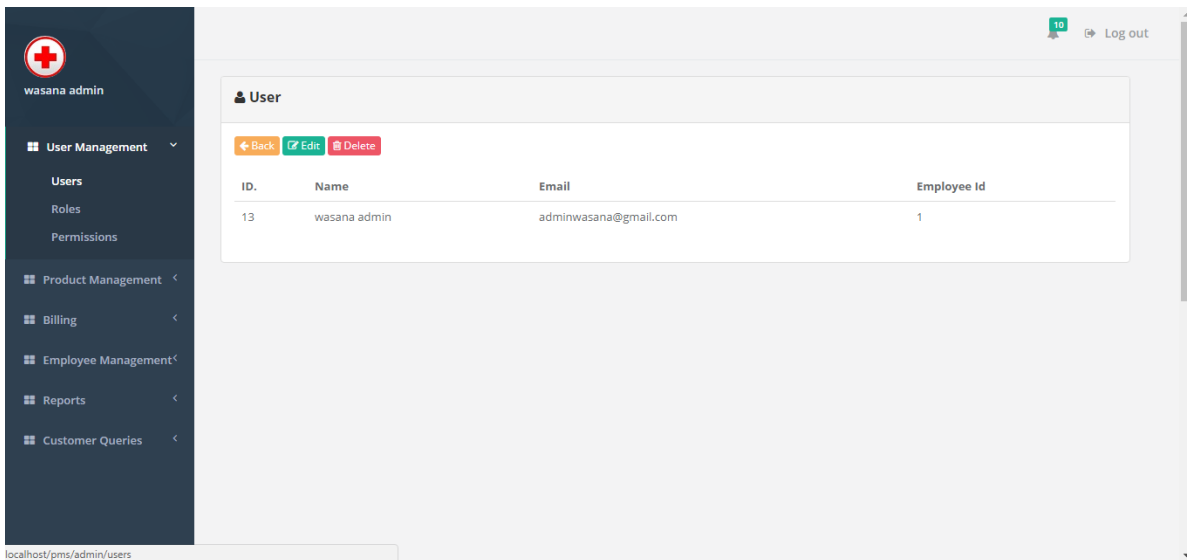 10
Log out
wasana admin
User
User Management
Back Edit Delete
Users
ID. Name Email Employee Id
Roles
13 wasana admin adminwasana@gmail.com 1
Permissions
Product Management
Billing
Employee Management
Reports
Customer Queries
localhost/pms/admin/users